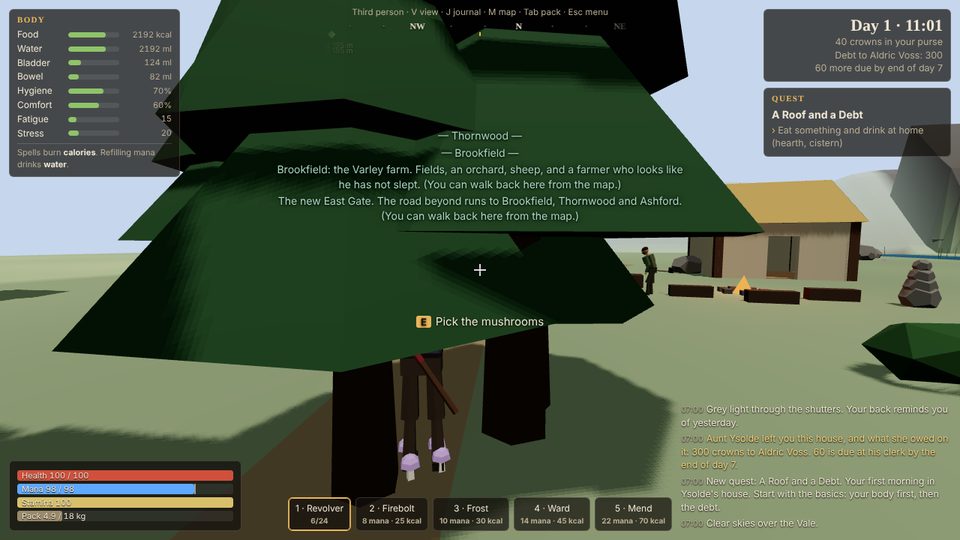 Third person · V view · J journal · M map · Tab pack · Esc menu
NW
N
NE
BODY
Food 2192 kcal
Water 2192 ml
Bladder 124 ml
Bowel 82 ml
Hygiene 70%
Comfort 60%
Fatigue 15
Stress 20
Spells burn calories. Refilling mana
drinks water.
Day 1 · 11:01
40 crowns in your purse
Debt to Aldric Voss: 300
60 more due by end of day 7
QUEST
A Roof and a Debt
› Eat something and drink at home
(hearth, cistern)
— Thornwood —
— Brookfield —
Brookfield: the Varley farm. Fields, an orchard, sheep, and a farmer who looks like
he has not slept. (You can walk back here from the map.)
The new East Gate. The road beyond runs to Brookfield, Thornwood and Ashford.
(You can walk back here from the map.)
E Pick the mushrooms
07:00 Grey light through the shutters. Your back reminds you
of yesterday.
07:00 Aunt Ysolde left you this house, and what she owed on
it: 300 crowns to Aldric Voss. 60 is due at his clerk by the
end of day 7.
07:00 New quest: A Roof and a Debt. Your first morning in
Ysolde's house. Start with the basics: your body first, then
the debt.
07:00 Clear skies over the Vale.
Health 100 / 100
Mana 98 / 98
Stamina 100
Pack 4.9 / 18 kg
1 · Revolver
6/24
2 · Firebolt
8 mana · 25 kcal
3 · Frost
10 mana · 30 kcal
4 · Ward
14 mana · 45 kcal
5 · Mend
22 mana · 70 kcal